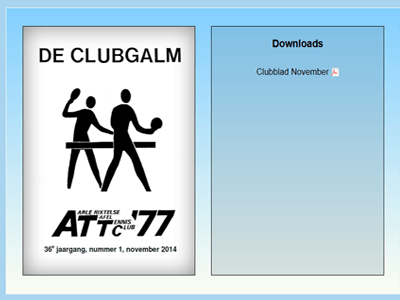 DE CLUBGALM
ARLE-RIXTELSE
ATTC TAFEL TENNIS CLUB '77
36e jaargang, nummer 1, november 2014
Downloads
Clubblad November